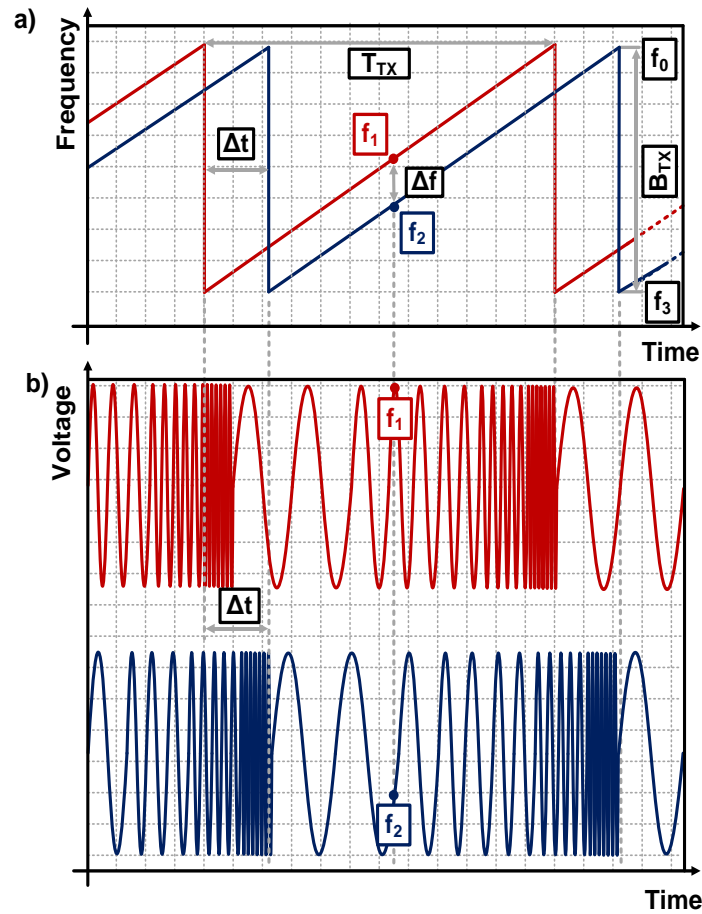 a)
Frequency
T_TX
f_0
f_1
Δt
Δf
B_TX
f_2
f_3
Time
b)
Voltage
f_1
Δt
f_2
Time